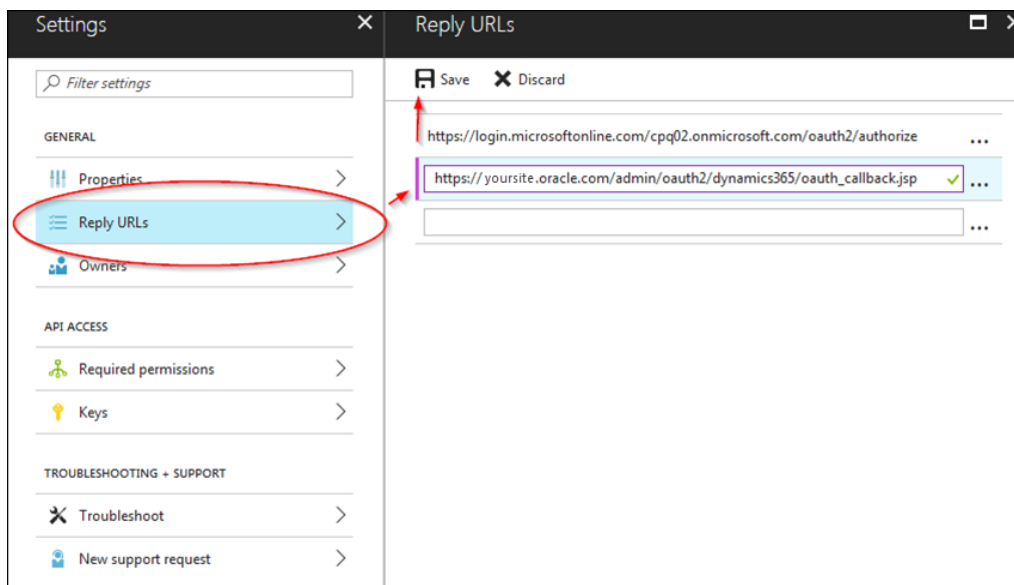 Settings
Filter settings
GENERAL
Properties
Reply URLs
Owners
API ACCESS
Required permissions
Keys
TROUBLESHOOTING + SUPPORT
Troubleshoot
New support request
Reply URLs
Save Discard
https://login.microsoftonline.com/cpq02.onmicrosoft.com/oauth2/authorize
https:// yoursite.oracle.com/admin/oauth2/dynamics365/oauth_callback.jsp